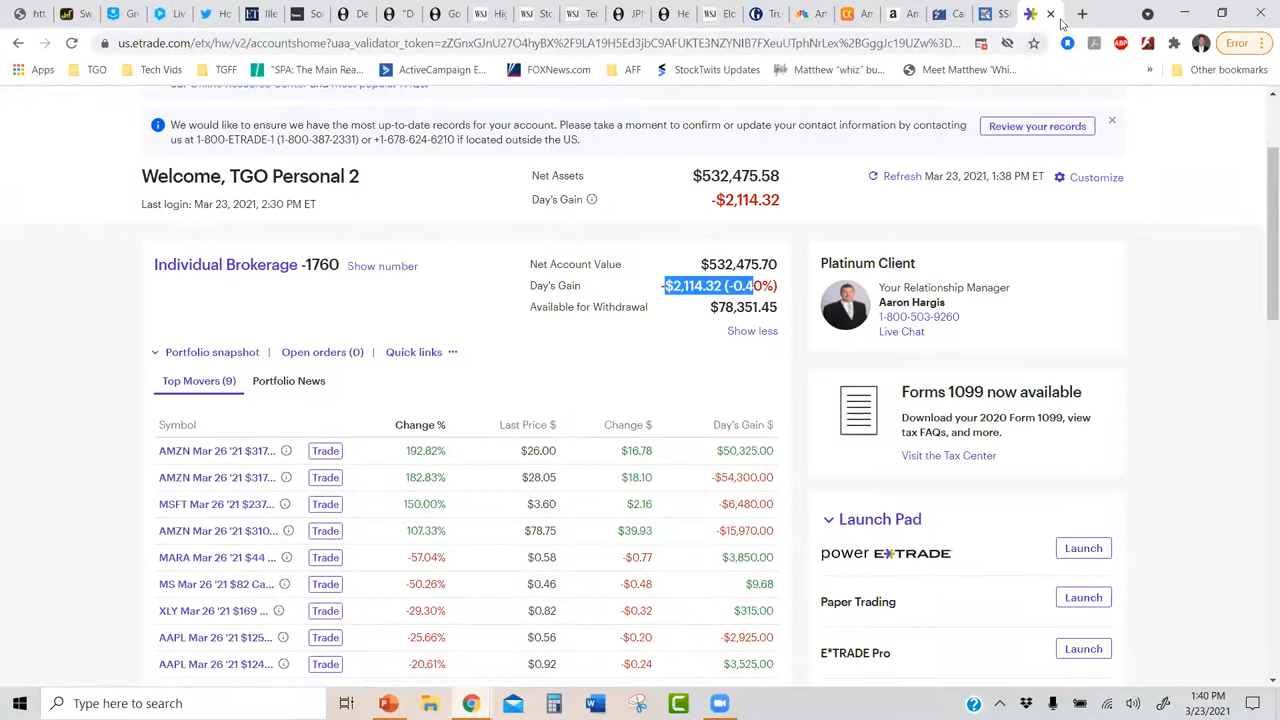 us.etrade.com/etx/hw/v2/accountshome?uaa_validator_t
Error
Apps TGO Tech Vids TGFF "SPA: The Main Rea... ActiveCampaign E... FOXNews.com AFF StockTwits Updates Matthew "whiz" bu... Meet Matthew "Whi... » Other bookmarks
our Online Resource Center and most popular FAQs.
We would like to ensure we have the most up-to-date records for your account. Please take a moment to confirm or update your contact information by contacting
us at 1-800-ETRADE-1 (1-800-387-2331) or +1-678-624-6210 if located outside the US.
Review your records
Welcome, TGO Personal 2
Last login: Mar 23, 2021, 2:30 PM ET
Net Assets $532,475.58
Day's Gain -$2,114.32
Refresh Mar 23, 2021, 1:38 PM ET Customize
Individual Brokerage -1760 Show number
Net Account Value $532,475.70
Day's Gain -$2,114.32 (-0.40%)
Available for Withdrawal $78,351.45
Show less
Portfolio snapshot | Open orders (0) | Quick links
Top Movers (9) Portfolio News
Symbol Change % Last Price $ Change $ Day's Gain $
AMZN Mar 26 '21 $317... Trade 192.82% $26.00 $16.78 $50,325.00
AMZN Mar 26 '21 $317... Trade 182.83% $28.05 $18.10 -$54,300.00
MSFT Mar 26 '21 $237... Trade 150.00% $3.60 $2.16 -$6,480.00
AMZN Mar 26 '21 $310... Trade 107.33% $78.75 $39.93 -$15,970.00
MARA Mar 26 '21 $44 ... Trade -57.04% $0.58 -$0.77 $3,850.00
MS Mar 26 '21 $82 Ca... Trade -50.26% $0.46 -$0.48 $9.68
XLY Mar 26 '21 $169 ... Trade -29.30% $0.82 -$0.32 $315.00
AAPL Mar 26 '21 $125... Trade -25.66% $0.56 -$0.20 -$2,925.00
AAPL Mar 26 '21 $124... Trade -20.61% $0.92 -$0.24 $3,525.00
Platinum Client
Your Relationship Manager
Aaron Hargis
1-800-503-9260
Live Chat
Forms 1099 now available
Download your 2020 Form 1099, view
tax FAQs, and more.
Visit the Tax Center
Launch Pad
power E*TRADE Launch
Paper Trading Launch
E*TRADE Pro Launch
Type here to search
1:40 PM
3/23/2021